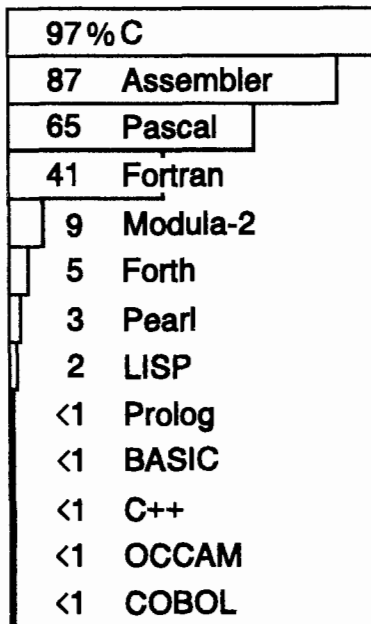 97% C
87 Assembler
65 Pascal
41 Fortran
9 Modula-2
5 Forth
3 Pearl
2 LISP
<1 Prolog
<1 BASIC
<1 C++
<1 OCCAM
<1 COBOL